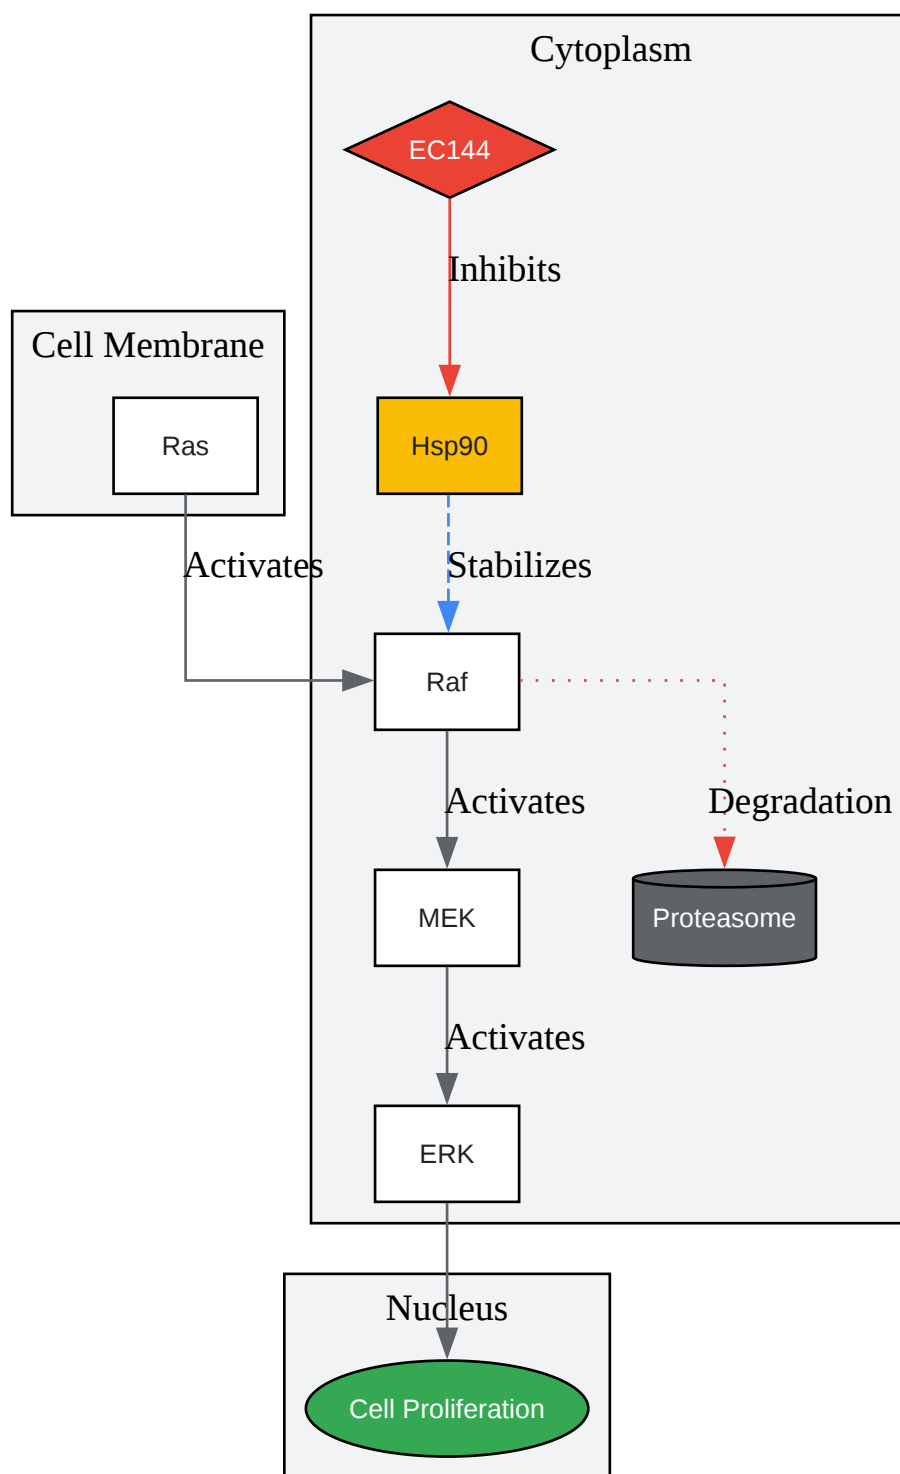 Cytoplasm
EC144
Inhibits
Cell Membrane
Ras
Hsp90
Activates
Stabilizes
Raf
Activates
Degradation
MEK
Proteasome
Activates
ERK
Nucleus
Cell Proliferation